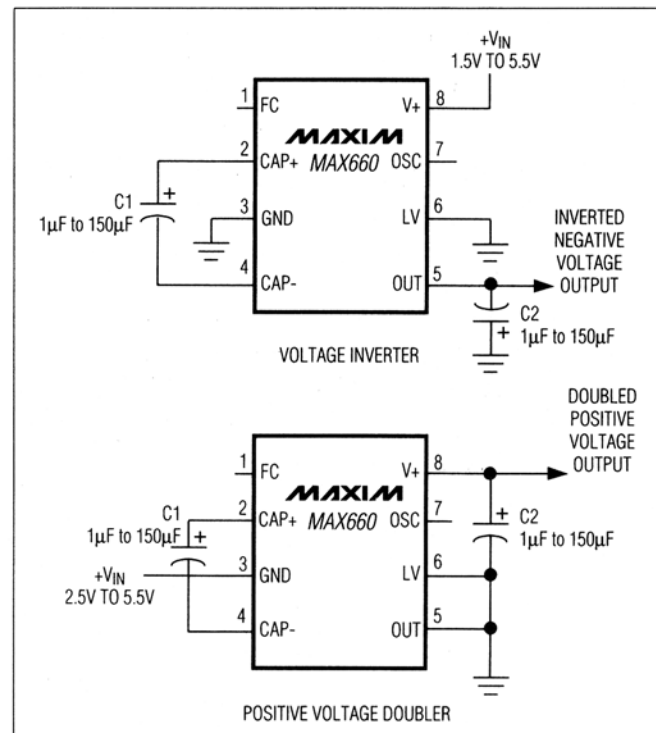 +VIN
1.5V TO 5.5V
1 FC V+ 8
MAXIM
2 CAP+ MAX660 OSC 7
C1 +
1µF to 150µF
3 GND LV 6
INVERTED
NEGATIVE
VOLTAGE
OUTPUT
4 CAP- OUT 5
C2
+ 1µF to 150µF
VOLTAGE INVERTER
DOUBLED
POSITIVE
VOLTAGE
OUTPUT
1 FC V+ 8
MAXIM
2 CAP+ MAX660 OSC 7
C1
1µF to 150µF +
+ C2
1µF to 150µF
+VIN
2.5V TO 5.5V
3 GND LV 6
4 CAP- OUT 5
POSITIVE VOLTAGE DOUBLER